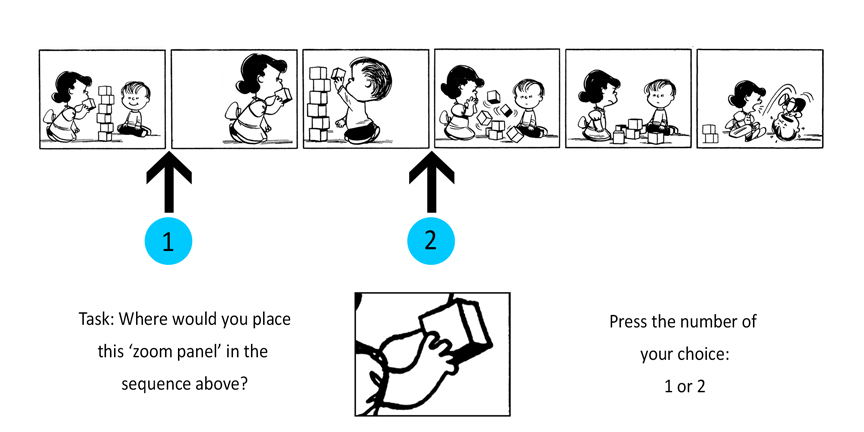 1
2
Task: Where would you place
this ‘zoom panel’ in the
sequence above?
Press the number of
your choice:
1 or 2